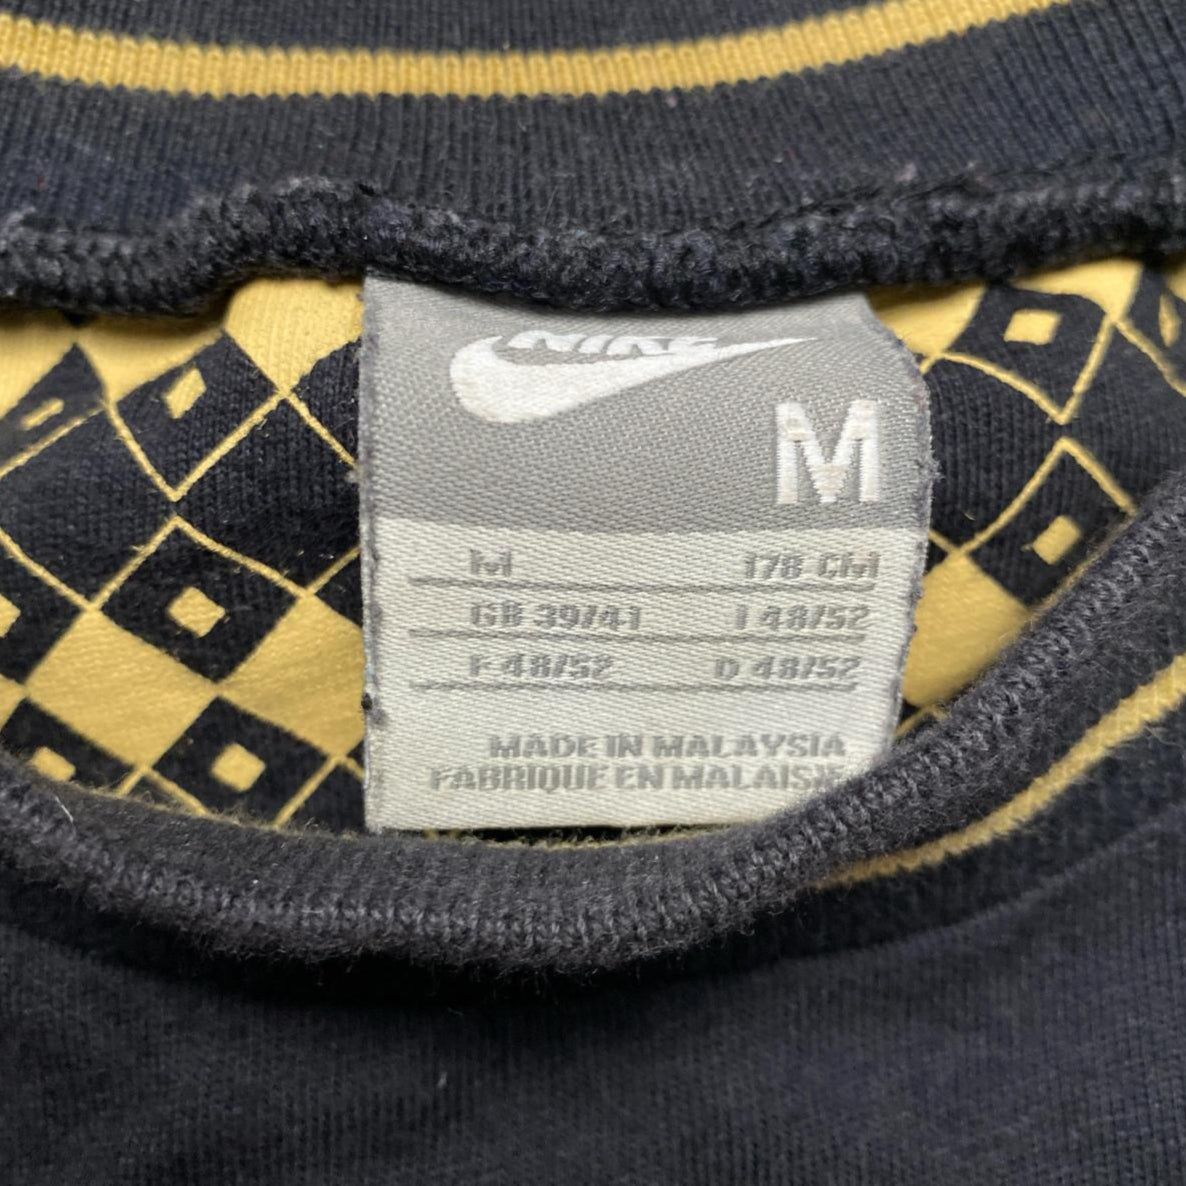 NIKE
M
M 178 CM
GB 39/41 I 48/52
F 48/52 D 48/52
MADE IN MALAYSIA
FABRIQUE EN MALAISIE